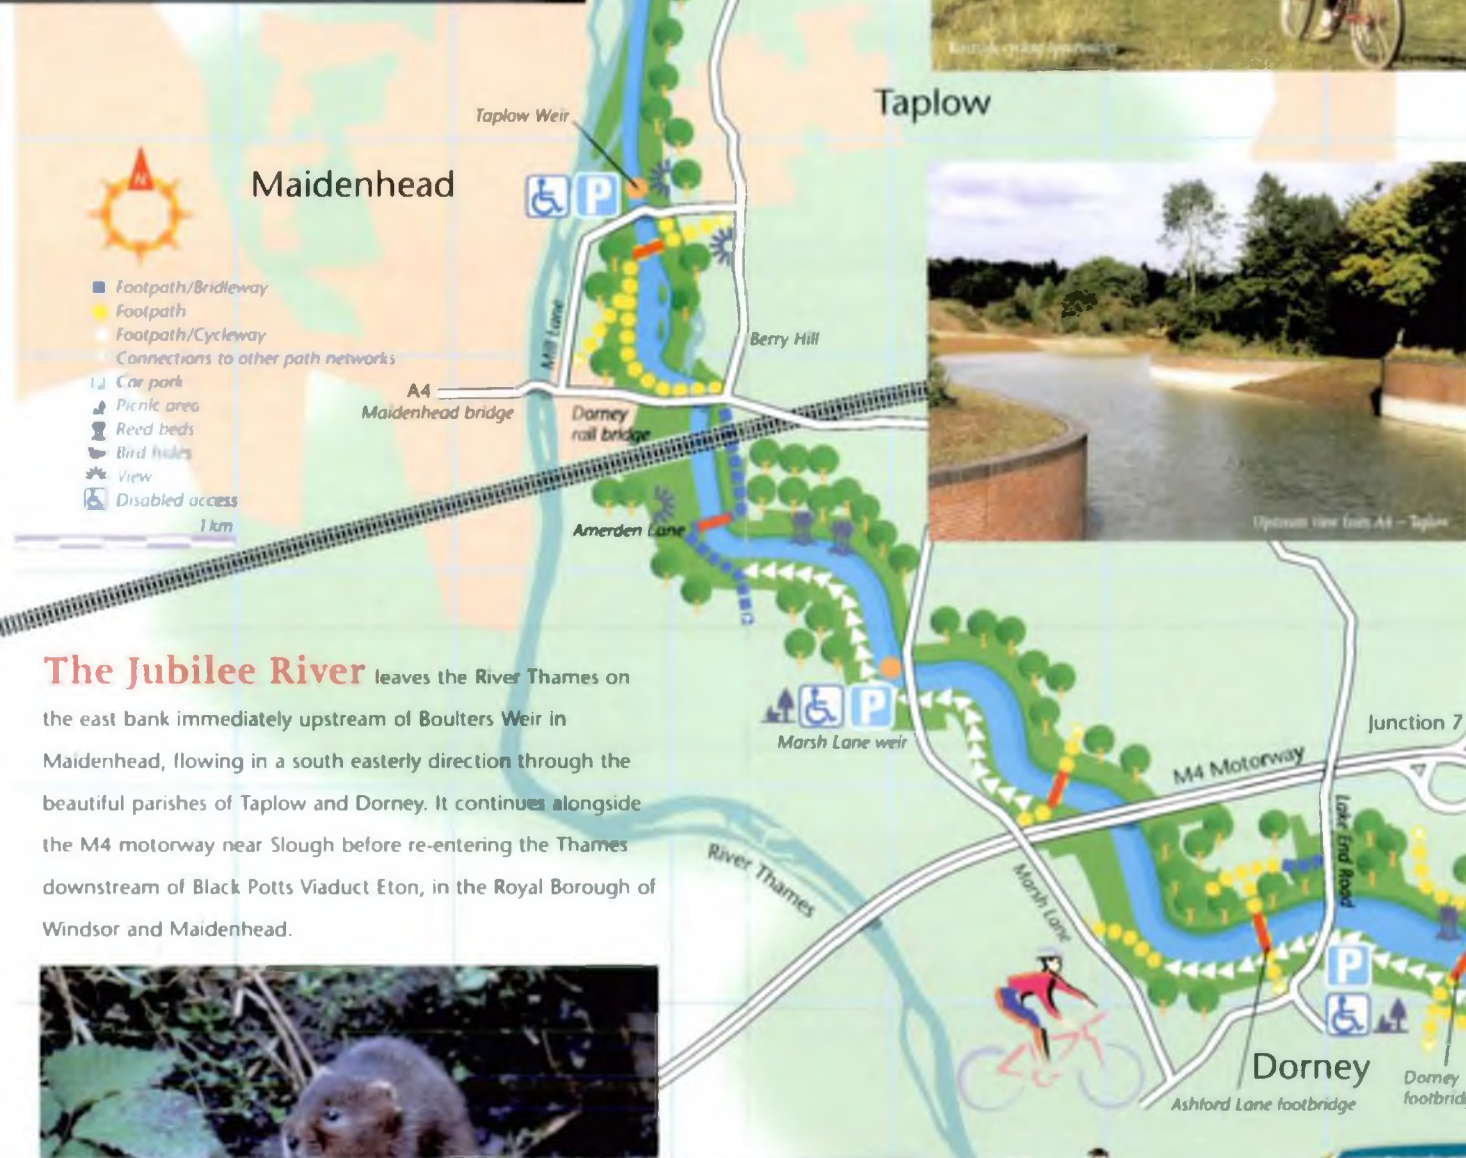 Taplow
Taplow Weir
Maidenhead
P
N
Footpath/Bridleway
Footpath
Footpath/Cycleway
Connections to other path networks
Car park
Picnic area
Reed beds
Bird hides
View
Disabled access
1 km
Mill Lane
Berry Hill
A4
Maidenhead bridge
Dorney
rail bridge
Amerden Lane
Upstream view from A4 – Taplow
The Jubilee River leaves the River Thames on
the east bank immediately upstream of Boulters Weir in
Maidenhead, flowing in a south easterly direction through the
beautiful parishes of Taplow and Dorney. It continues alongside
the M4 motorway near Slough before re-entering the Thames
downstream of Black Potts Viaduct Eton, in the Royal Borough of
Windsor and Maidenhead.
P
Marsh Lane weir
Junction 7
M4 Motorway
Lake End Road
River Thames
Marsh Lane
P
Dorney
Ashford Lane footbridge
Dorney
footbrid